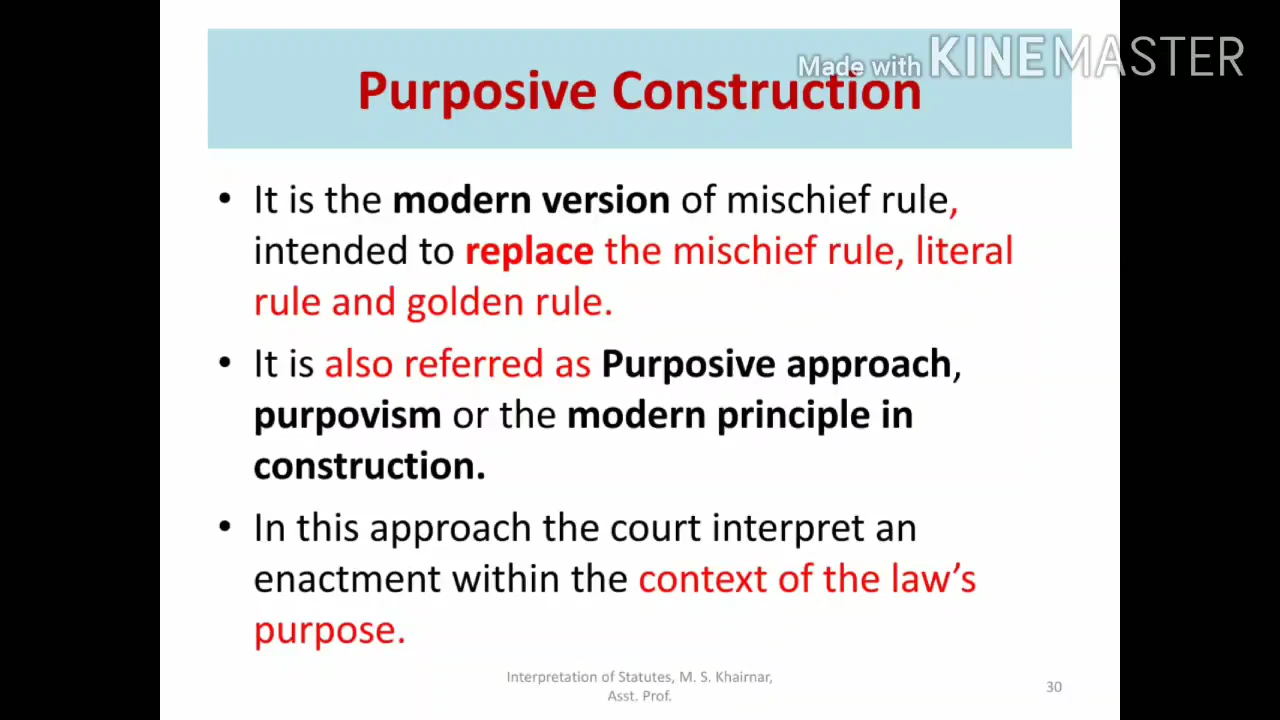 Made with KINEMASTER
Purposive Construction
• It is the modern version of mischief rule,
intended to replace the mischief rule, literal
rule and golden rule.
• It is also referred as Purposive approach,
purpovism or the modern principle in
construction.
• In this approach the court interpret an
enactment within the context of the law’s
purpose.
Interpretation of Statutes, M. S. Khairnar,
Asst. Prof.
30